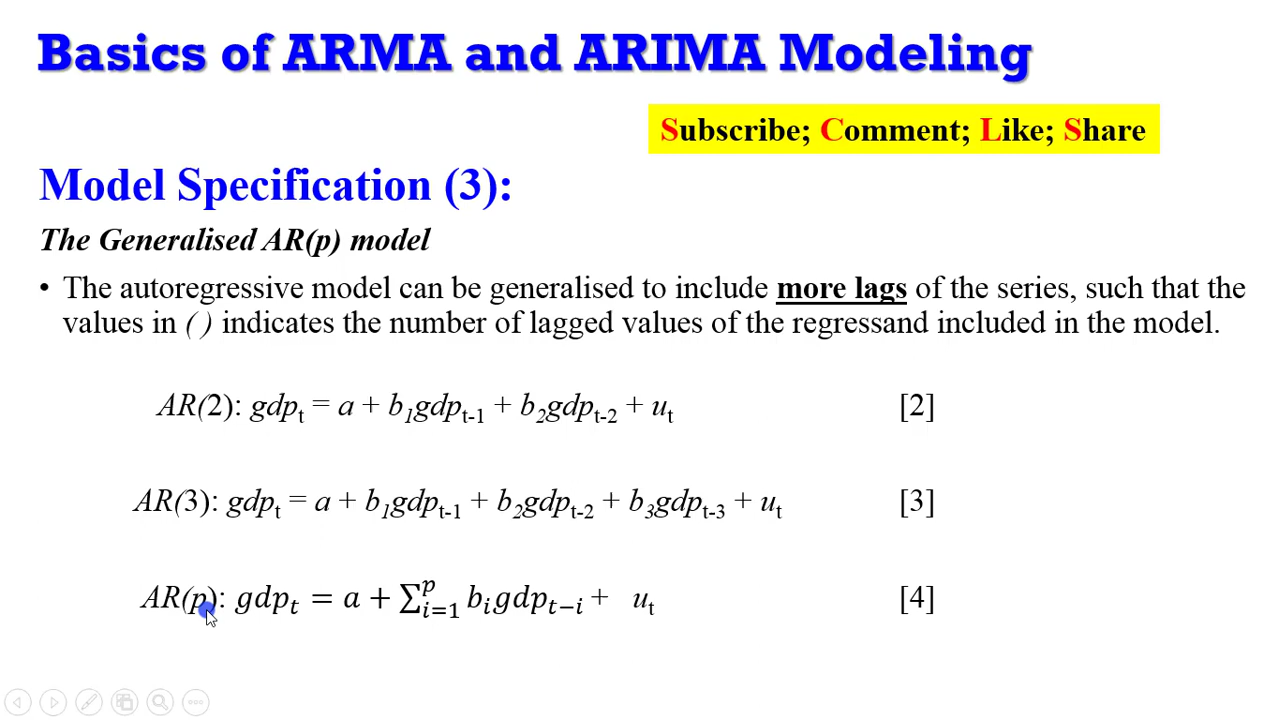 Basics of ARMA and ARIMA Modeling
Subscribe; Comment; Like; Share
Model Specification (3):
The Generalised AR(p) model
• The autoregressive model can be generalised to include more lags of the series, such that the
values in ( ) indicates the number of lagged values of the regressand included in the model.
AR(2): gdpₜ = a + b₁gdpₜ₋₁ + b₂gdpₜ₋₂ + uₜ [2]
AR(3): gdpₜ = a + b₁gdpₜ₋₁ + b₂gdpₜ₋₂ + b₃gdpₜ₋₃ + uₜ [3]
AR(p): 𝑔𝑑𝑝ₜ = 𝑎 + ∑ᵢ₌₁ᵖ 𝑏ᵢ𝑔𝑑𝑝ₜ₋ᵢ + uₜ [4]